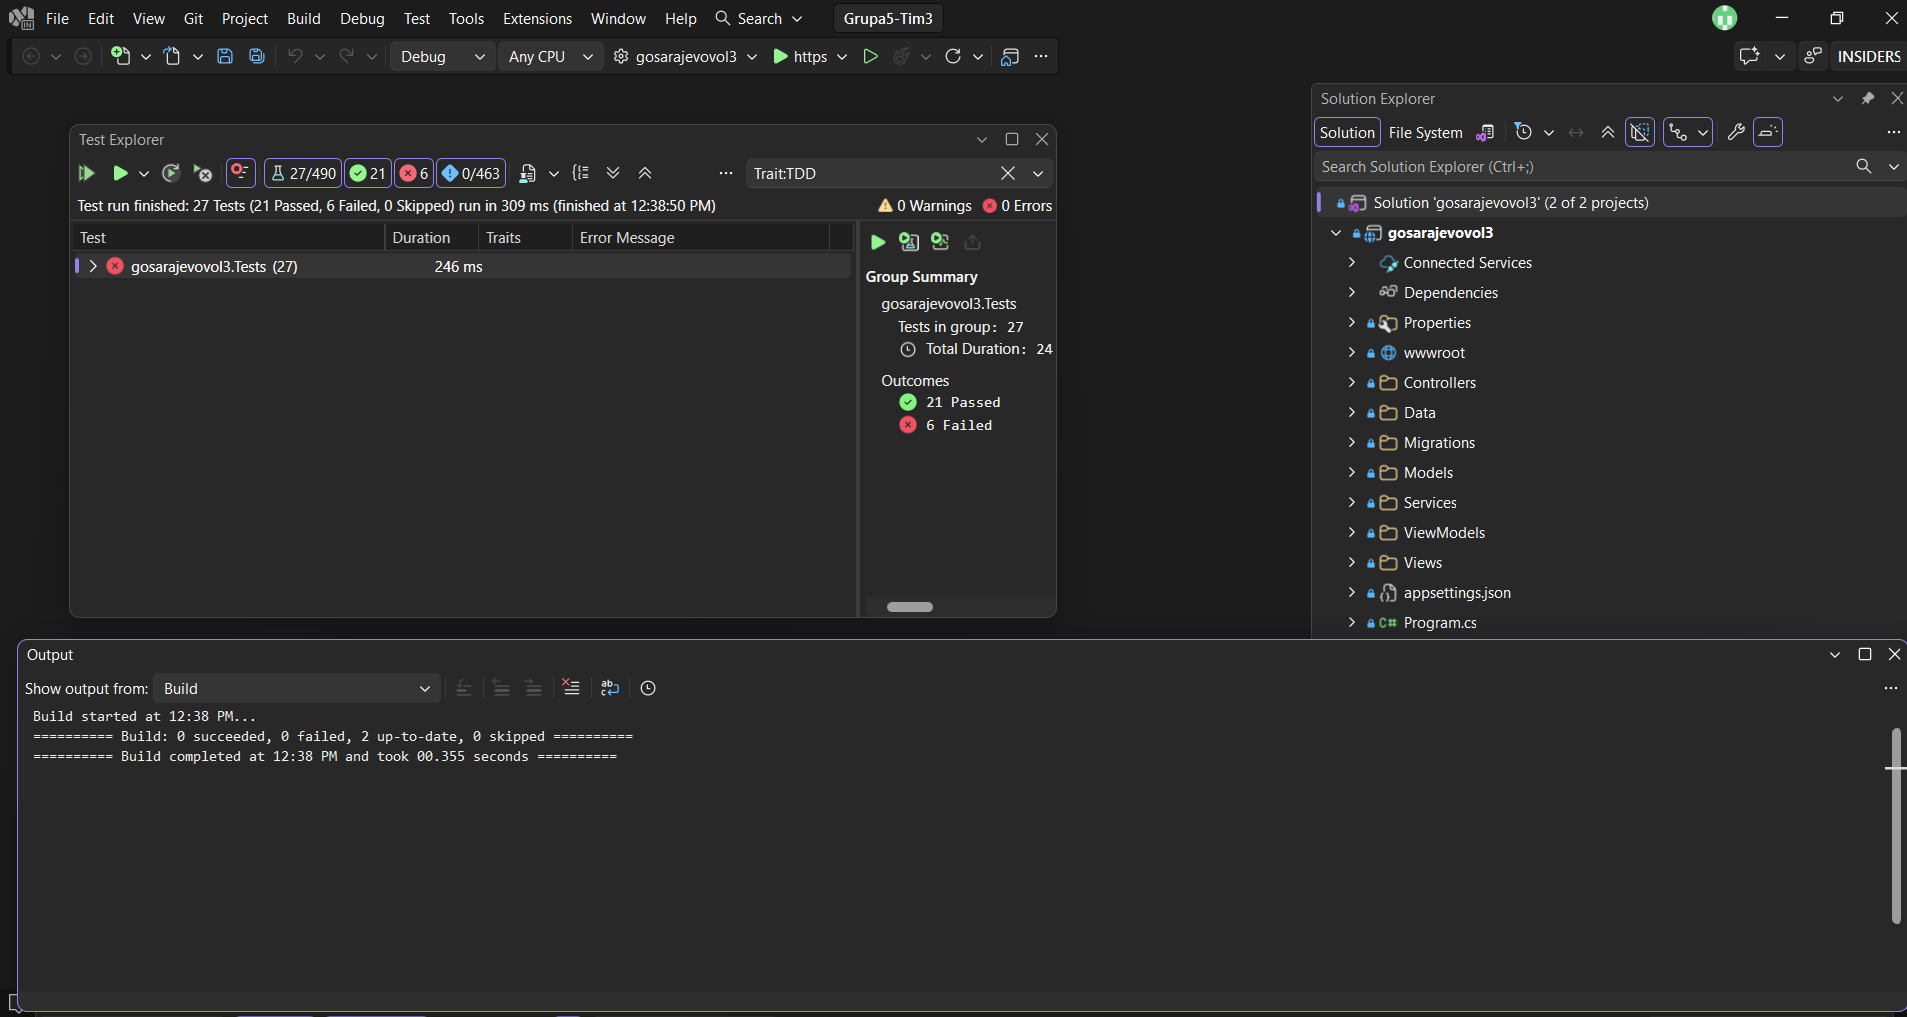 File Edit View Git Project Build Debug Test Tools Extensions Window Help Search Grupa5-Tim3
Debug Any CPU gosarajevovol3 https INSIDERS
Solution Explorer
Solution File System
Search Solution Explorer (Ctrl+;)
Solution 'gosarajevovol3' (2 of 2 projects)
gosarajevovol3
Connected Services
Dependencies
Properties
wwwroot
Controllers
Data
Migrations
Models
Services
ViewModels
Views
appsettings.json
C# Program.cs
Test Explorer
27/490 21 6 0/463 Trait:TDD
Test run finished: 27 Tests (21 Passed, 6 Failed, 0 Skipped) run in 309 ms (finished at 12:38:50 PM) 0 Warnings 0 Errors
Test Duration Traits Error Message
gosarajevovol3.Tests (27) 246 ms
Group Summary
gosarajevovol3.Tests
Tests in group: 27
Total Duration: 24
Outcomes
21 Passed
6 Failed
Output
Show output from: Build
Build started at 12:38 PM...
========== Build: 0 succeeded, 0 failed, 2 up-to-date, 0 skipped ==========
========== Build completed at 12:38 PM and took 00.355 seconds ==========